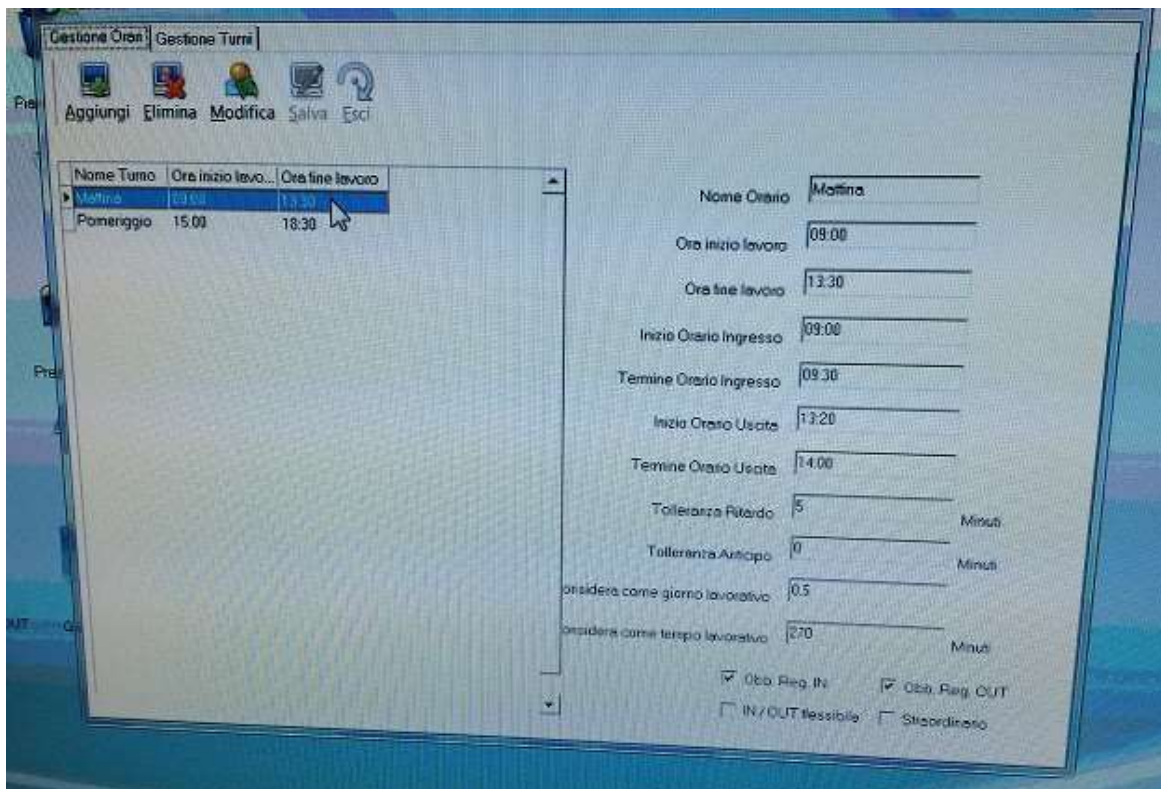 Gestione Orari Gestione Turni
Aggiungi Elimina Modifica Salva Esci
Nome Turno Ora inizio lavo... Ora fine lavoro
Mattina 09:00 13:30
Pomeriggio 15:00 18:30
Nome Orario Mattina
Ora inizio lavoro 09:00
Ora fine lavoro 13:30
Inizio Orario Ingresso 09:00
Termine Orario Ingresso 09:30
Inizio Orario Uscita 13:20
Termine Orario Uscita 14:00
Tolleranza Ritardo 5 Minuti
Tolleranza Anticipo 0 Minuti
onsidera come giorno lavorativo 0.5
onsidera come tempo lavorativo 270 Minuti
Obb. Reg. IN Obb. Reg. OUT
IN / OUT flessibile Straordinario